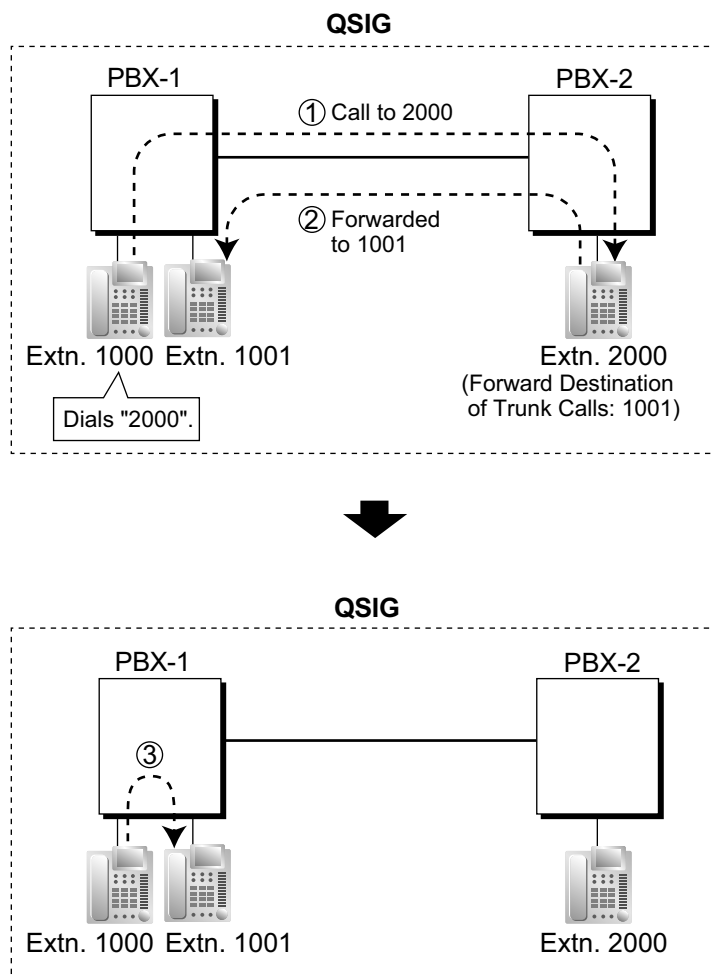 QSIG
PBX-1
PBX-2
① Call to 2000
② Forwarded
to 1001
Extn. 1000
Extn. 1001
Extn. 2000
(Forward Destination
of Trunk Calls: 1001)
Dials "2000".
QSIG
PBX-1
PBX-2
③
Extn. 1000
Extn. 1001
Extn. 2000